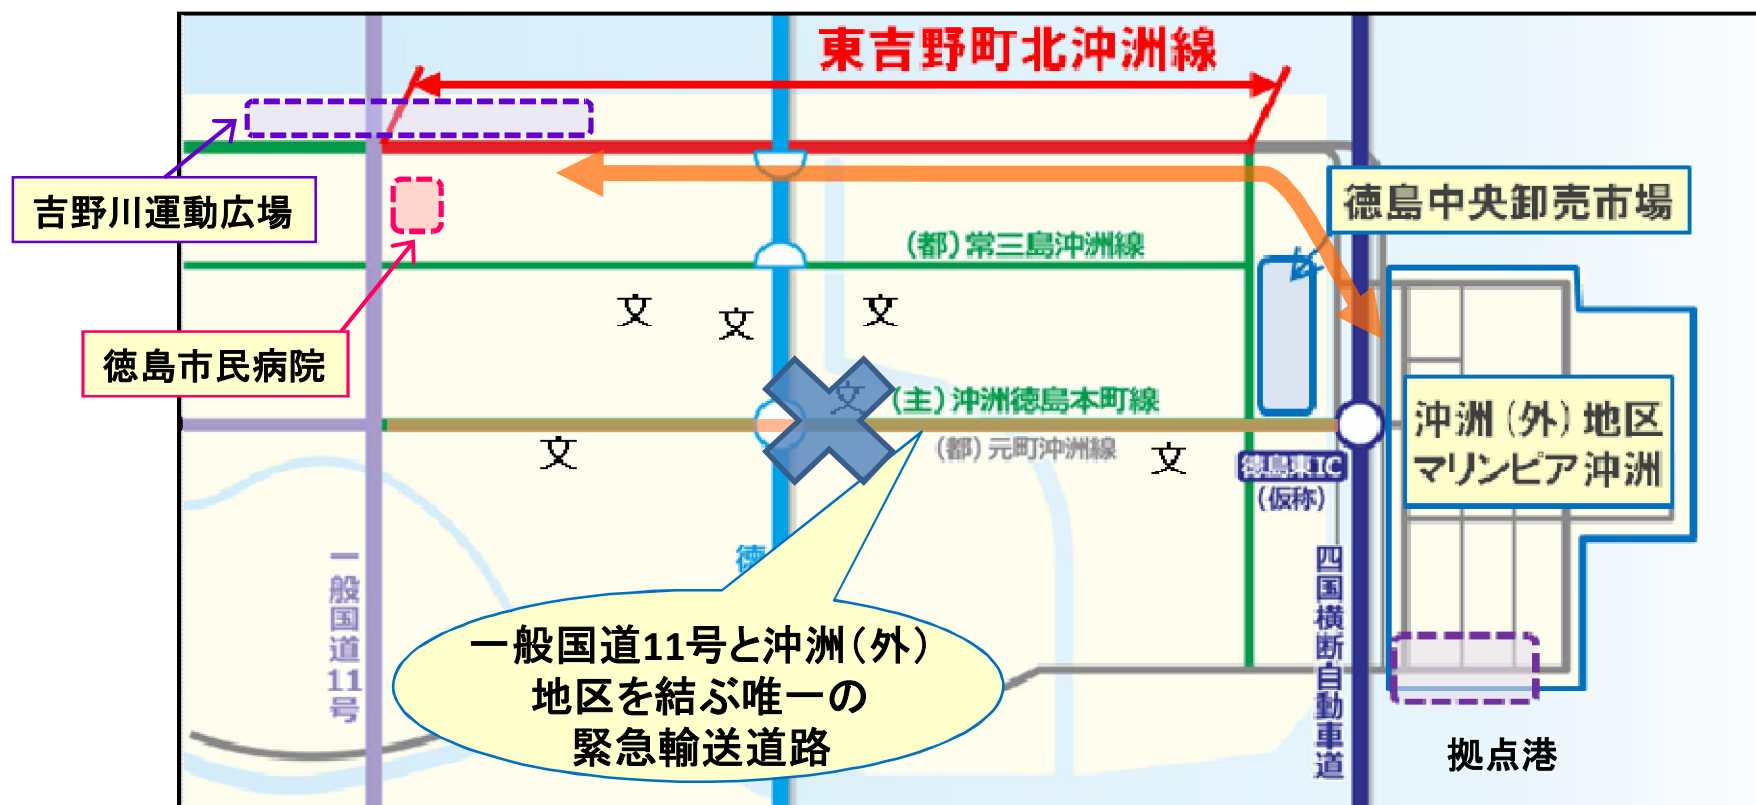 東吉野町北沖洲線
吉野川運動広場
徳島中央卸売市場
(都)常三島沖洲線
文
文
文
徳島市民病院
文
(主)沖洲徳島本町線
(都)元町沖洲線
文
文
徳島東IC
(仮称)
沖洲(外)地区
マリンピア沖洲
一般国道11号
徳
四国横断自動車道
一般国道11号と沖洲(外)
地区を結ぶ唯一の
緊急輸送道路
拠点港